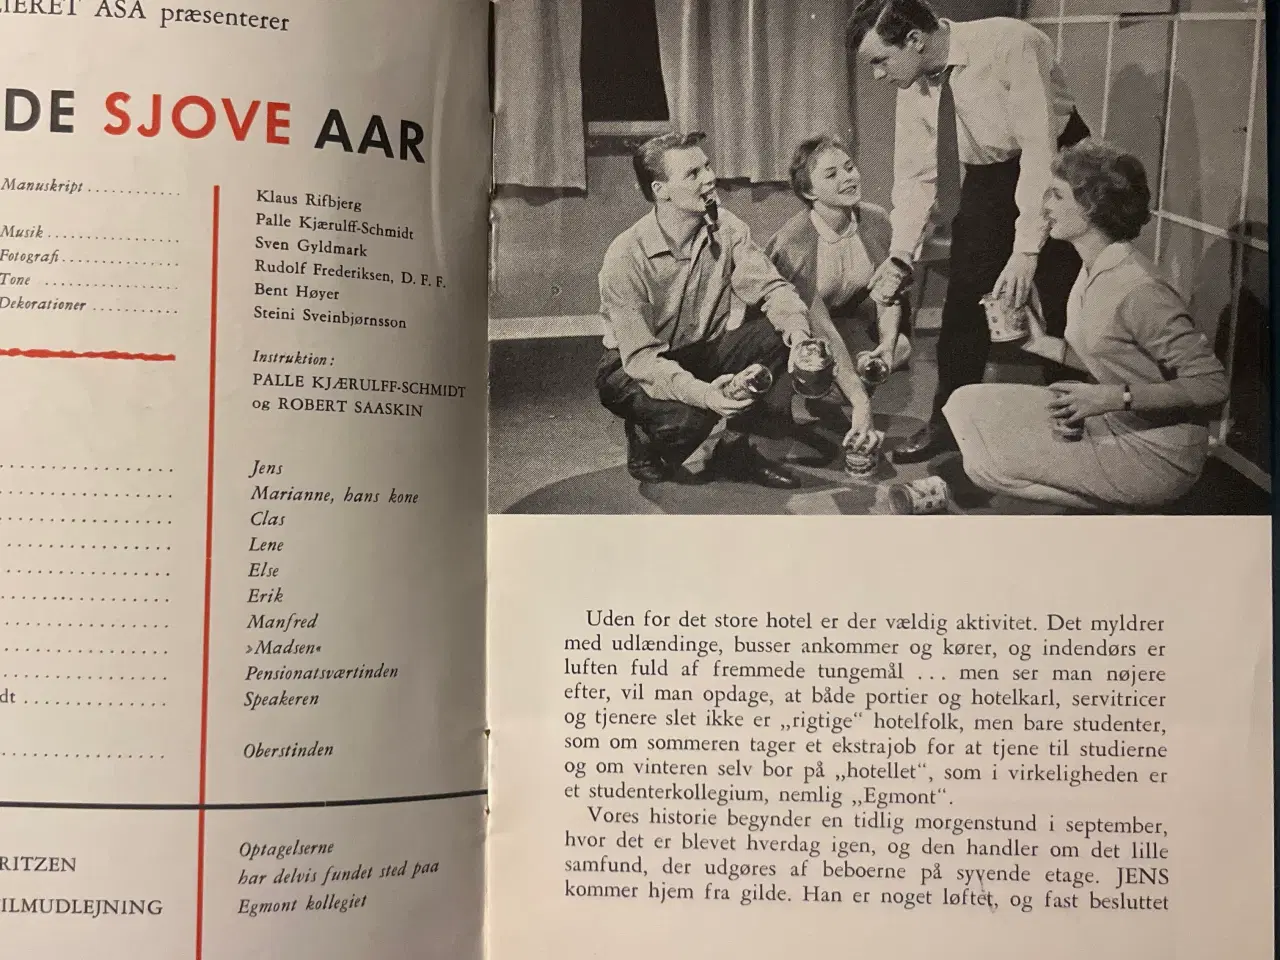 ASA præsenterer
DE SJOVE AAR
Manuskript . . . . . . . . . . . .
Klaus Rifbjerg
Palle Kjærulff-Schmidt
Musik . . . . . . . . . . . . . . . . .
Sven Gyldmark
Fotografi . . . . . . . . . . . . . . .
Rudolf Frederiksen, D. F. F.
Tone . . . . . . . . . . . . . . . . .
Bent Høyer
Dekorationer . . . . . . . . . . .
Steini Sveinbjørnsson
Instruktion :
PALLE KJÆRULFF-SCHMIDT
og ROBERT SAASKIN
Jens
Marianne, hans kone
Clas
Lene
Else
Erik
Manfred
»Madsen«
Pensionatsværtinden
Speakeren
Oberstinden
Optagelserne
har delvis fundet sted paa
Egmont kollegiet
Uden for det store hotel er der vældig aktivitet. Det myldrer
med udlændinge, busser ankommer og kører, og indendørs er
luften fuld af fremmede tungemål . . . men ser man nøjere
efter, vil man opdage, at både portier og hotelkarl, servitricer
og tjenere slet ikke er „rigtige“ hotelfolk, men bare studenter,
som om sommeren tager et ekstrajob for at tjene til studierne
og om vinteren selv bor på „hotellet“, som i virkeligheden er
et studenterkollegium, nemlig „Egmont“.
Vores historie begynder en tidlig morgenstund i september,
hvor det er blevet hverdag igen, og den handler om det lille
samfund, der udgøres af beboerne på syvende etage. JENS
kommer hjem fra gilde. Han er noget løftet, og fast besluttet